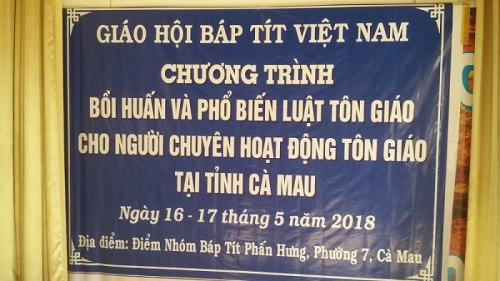 GIÁO HỘI BÁP TÍT VIỆT NAM
CHƯƠNG TRÌNH
BỒI HUẤN VÀ PHỔ BIẾN LUẬT TÔN GIÁO
CHO NGƯỜI CHUYÊN HOẠT ĐỘNG TÔN GIÁO
TẠI TỈNH CÀ MAU
Ngày 16 - 17 tháng 5 năm 2018
Địa điểm: Điểm Nhóm Báp Tít Phấn Hưng, Phường 7, Cà Mau